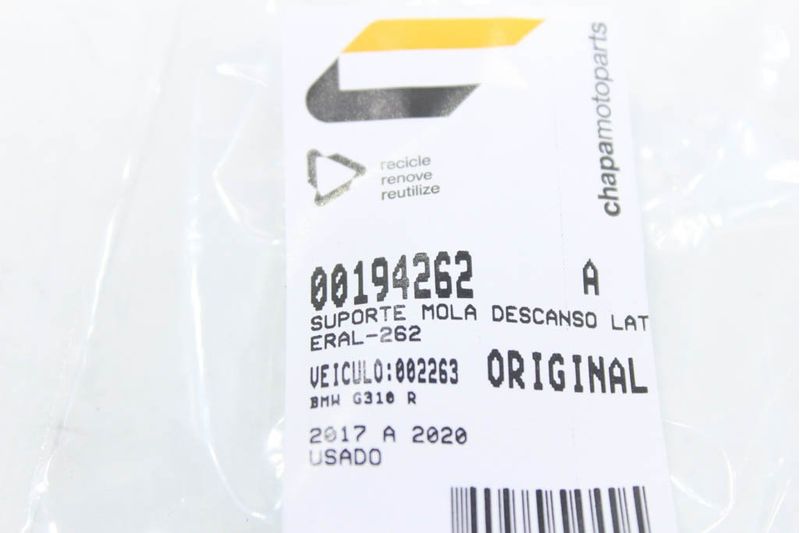 chapamotoparts
recicle
renove
reutilize
00194262 A
SUPORTE MOLA DESCANSO LAT
ERAL-262
VEICULO:002263 ORIGINAL
BMW G310 R
2017 A 2020
USADO